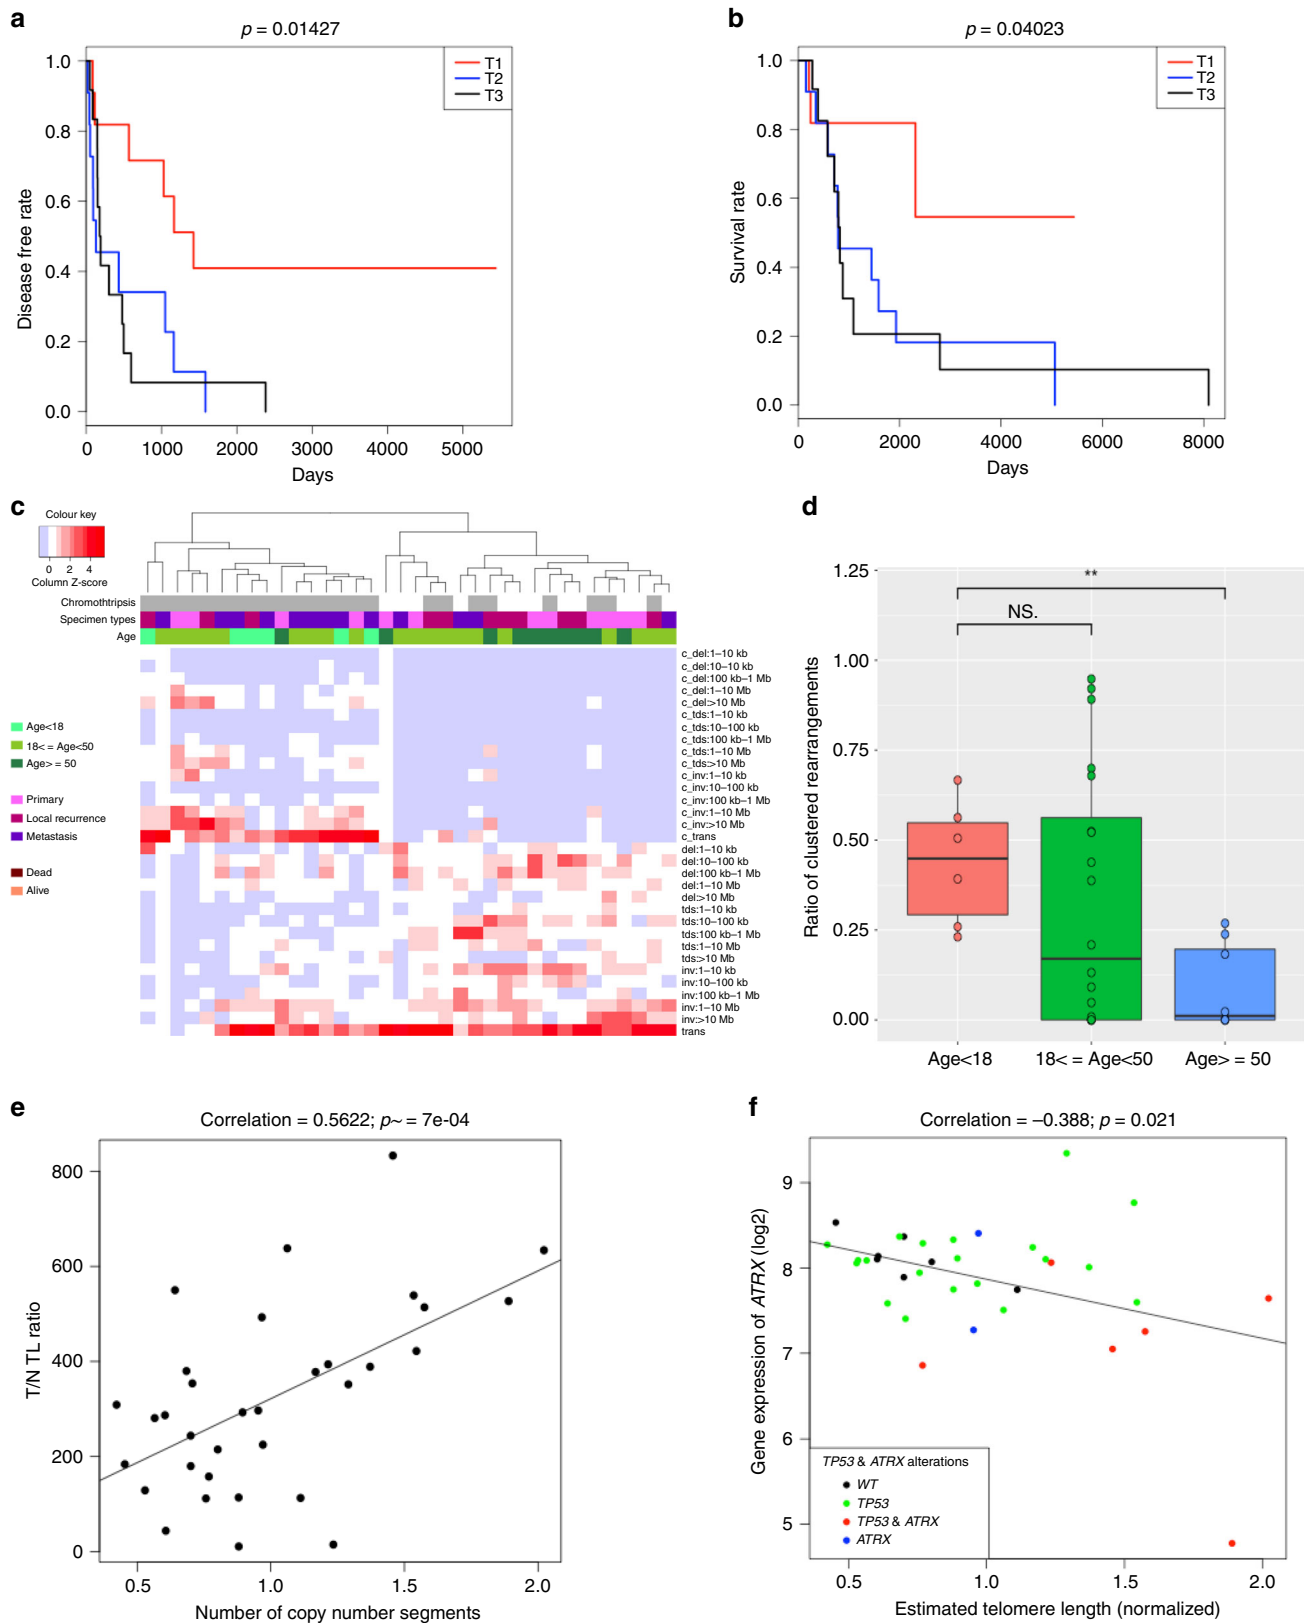 a
p = 0.01427
1.0
0.8
0.6
0.4
0.2
0.0
Disease free rate
T1
T2
T3
0
1000
2000
3000
4000
5000
Days
b
p = 0.04023
1.0
0.8
0.6
0.4
0.2
0.0
Survival rate
T1
T2
T3
0
2000
4000
6000
8000
Days
c
Colour key
0 2 4
Column Z-score
Chromothtripsis
Specimen types
Age
Age<18
18< = Age<50
Age> = 50
Primary
Local recurrence
Metastasis
Dead
Alive
c_del:1–10 kb
c_del:10–10 kb
c_del:100 kb–1 Mb
c_del:1–10 Mb
c_del:>10 Mb
c_tds:1–10 kb
c_tds:10–100 kb
c_tds:100 kb–1 Mb
c_tds:1–10 Mb
c_tds:>10 Mb
c_inv:1–10 kb
c_inv:10–100 kb
c_inv:100 kb–1 Mb
c_inv:1–10 Mb
c_inv:>10 Mb
c_trans
del:1–10 kb
del:10–100 kb
del:100 kb–1 Mb
del:1–10 Mb
del:>10 Mb
tds:1–10 kb
tds:10–100 kb
tds:100 kb–1 Mb
tds:1–10 Mb
tds:>10 Mb
inv:1–10 kb
inv:10–100 kb
inv:100 kb–1 Mb
inv:1–10 Mb
inv:>10 Mb
trans
d
1.25
1.00
0.75
0.50
0.25
0.00
Ratio of clustered rearrangements
**
NS.
Age<18
18< = Age<50
Age> = 50
e
Correlation = 0.5622; p~ = 7e-04
800
600
400
200
0
T/N TL ratio
0.5
1.0
1.5
2.0
Number of copy number segments
f
Correlation = –0.388; p = 0.021
9
8
7
6
5
Gene expression of ATRX (log2)
TP53 & ATRX alterations
WT
TP53
TP53 & ATRX
ATRX
0.5
1.0
1.5
2.0
Estimated telomere length (normalized)